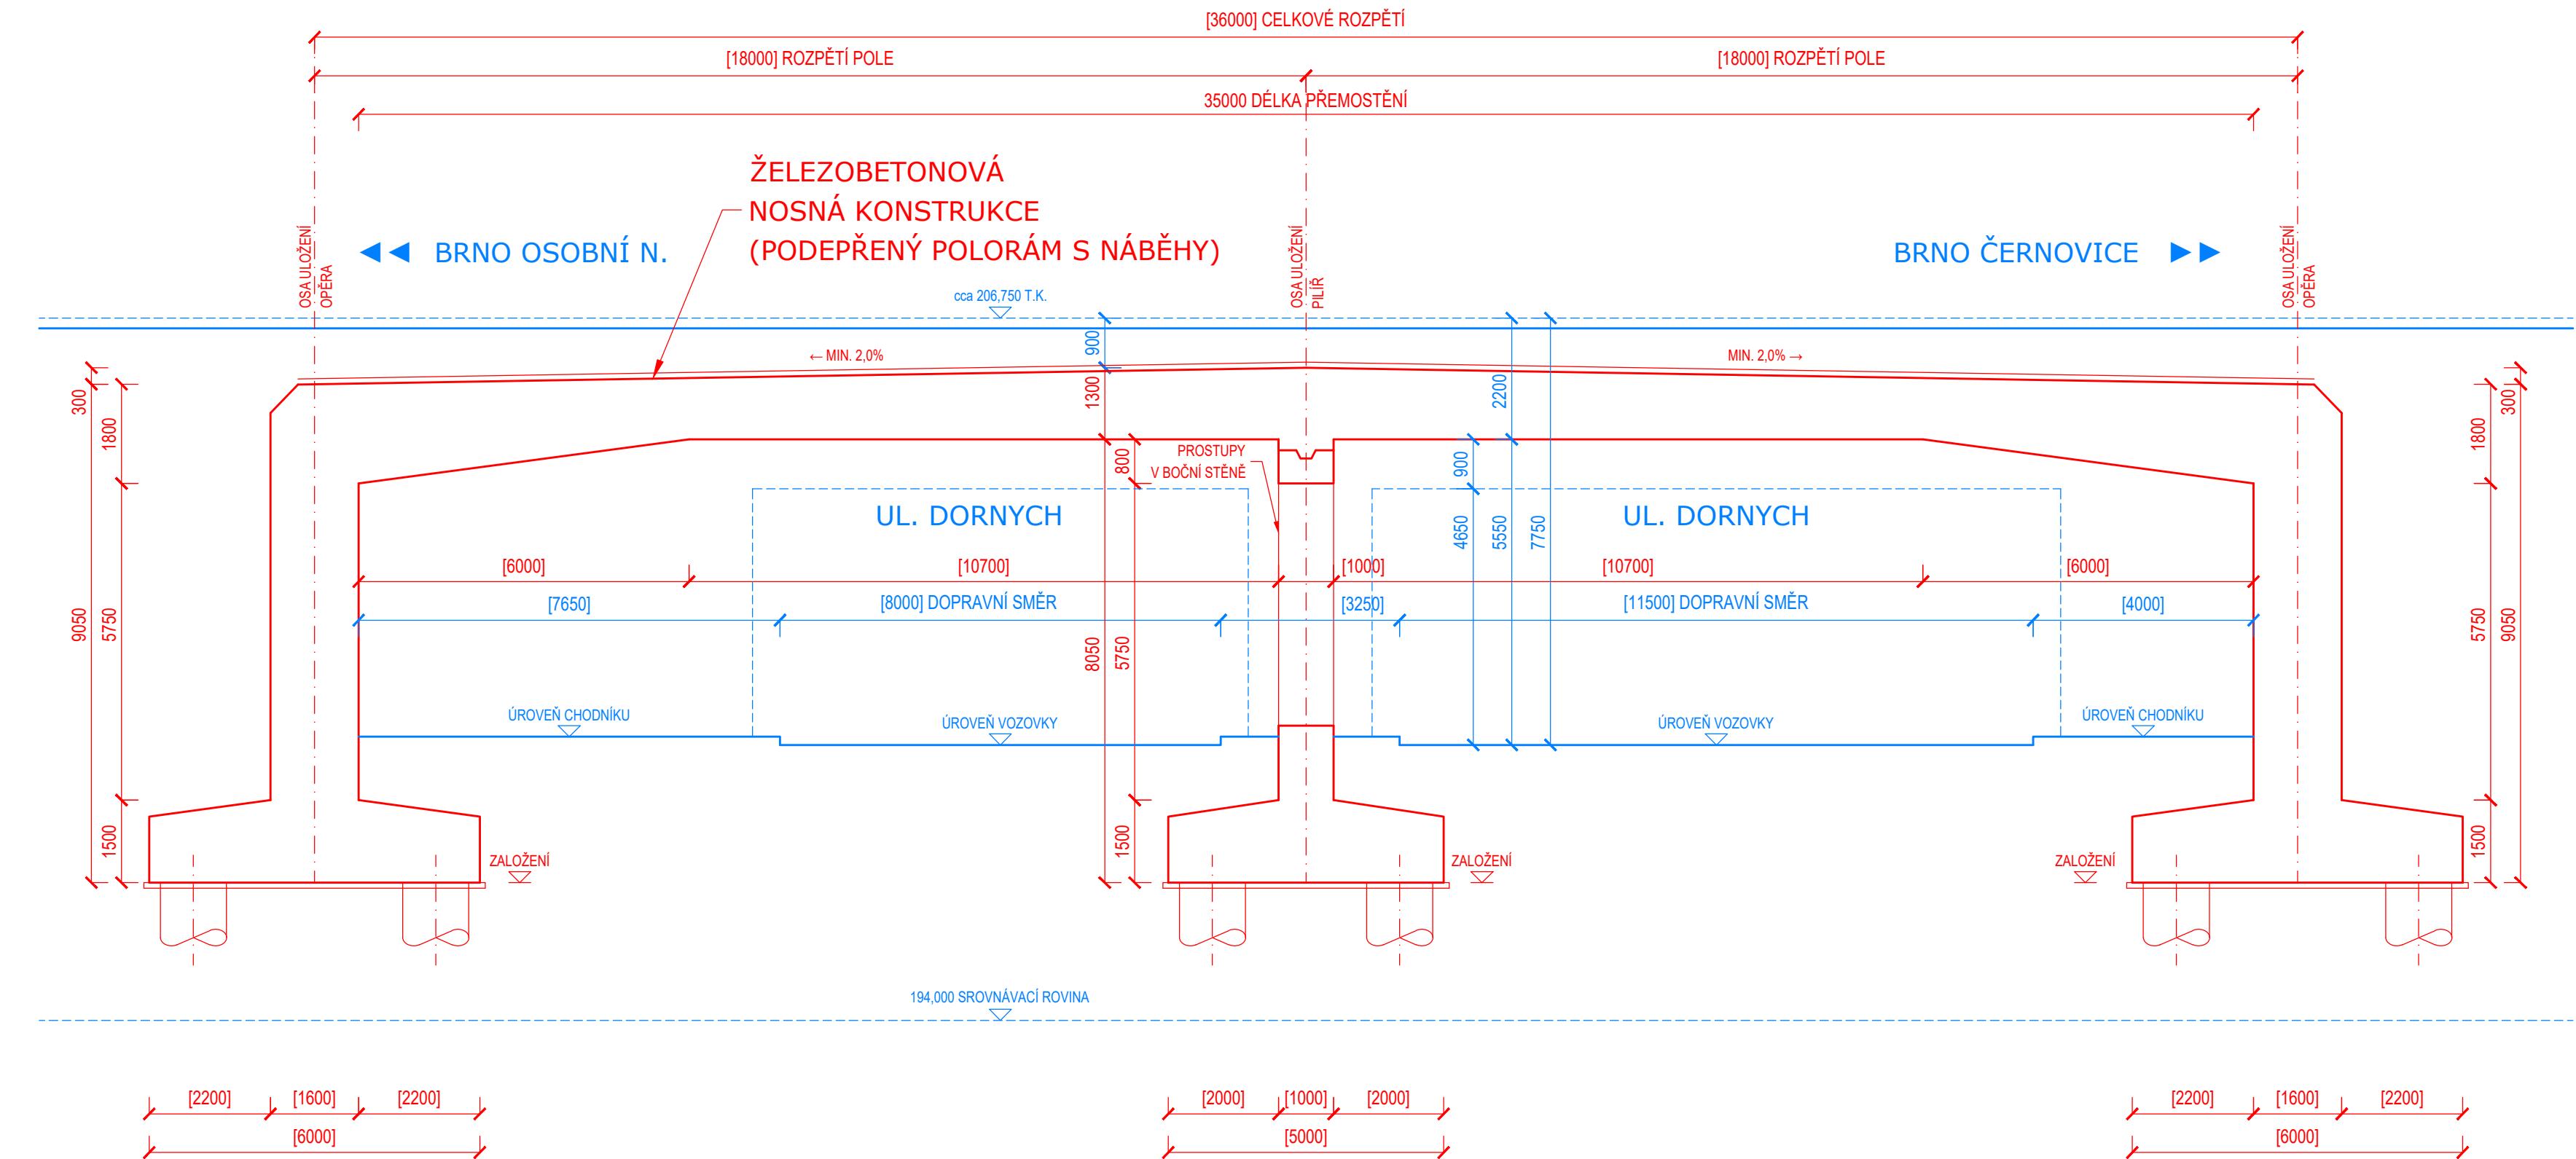 [36000] CELKOVÉ ROZPĚTÍ
[18000] ROZPĚTÍ POLE
[18000] ROZPĚTÍ POLE
35000 DÉLKA PŘEMOSTĚNÍ
ŽELEZOBETONOVÁ
NOSNÁ KONSTRUKCE
(PODEPŘENÝ POLORÁM S NÁBĚHY)
◄◄ BRNO OSOBNÍ N.
BRNO ČERNOVICE ►►
OSA ULOŽENÍ
OPĚRA
OSA ULOŽENÍ
PILÍŘ
OSA ULOŽENÍ
OPĚRA
cca 206,750 T.K.
← MIN. 2,0%
MIN. 2,0% →
900
1300
2200
300
1800
300
1800
PROSTUPY
V BOČNÍ STĚNĚ
800
900
UL. DORNYCH
UL. DORNYCH
4650
5550
7750
[6000]
[10700]
[1000]
[10700]
[6000]
[7650]
[8000] DOPRAVNÍ SMĚR
[3250]
[11500] DOPRAVNÍ SMĚR
[4000]
9050
5750
8050
5750
5750
9050
ÚROVEŇ CHODNÍKU
ÚROVEŇ VOZOVKY
ÚROVEŇ VOZOVKY
ÚROVEŇ CHODNÍKU
1500
1500
1500
ZALOŽENÍ
ZALOŽENÍ
ZALOŽENÍ
194,000 SROVNÁVACÍ ROVINA
[2200]
[1600]
[2200]
[2000]
[1000]
[2000]
[2200]
[1600]
[2200]
[6000]
[5000]
[6000]